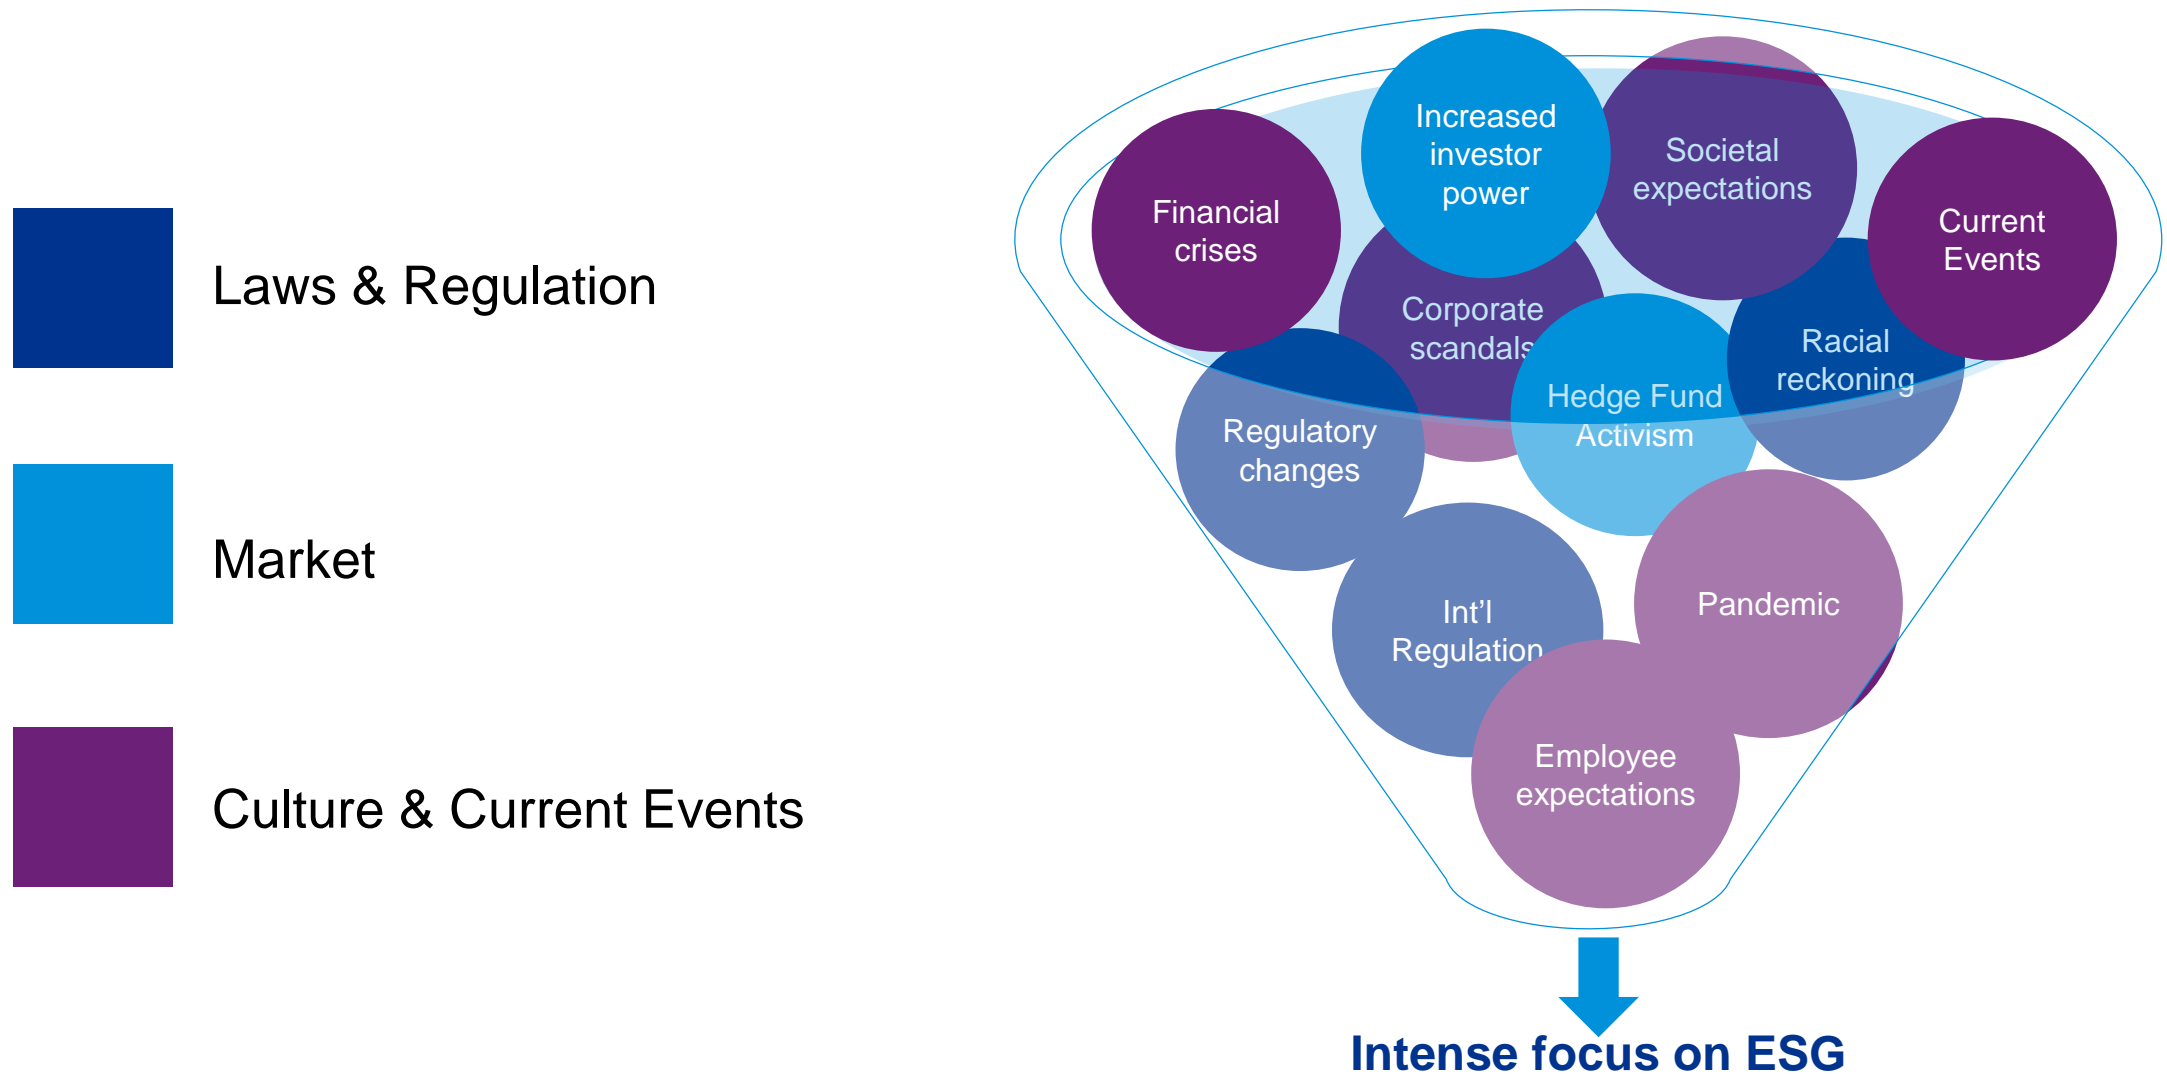 Laws & Regulation
Market
Culture & Current Events
Increased
investor
power
Societal
expectations
Financial
crises
Current
Events
Corporate
scandals
Racial
reckoning
Hedge Fund
Activism
Regulatory
changes
Int’l
Regulation
Pandemic
Employee
expectations
Intense focus on ESG